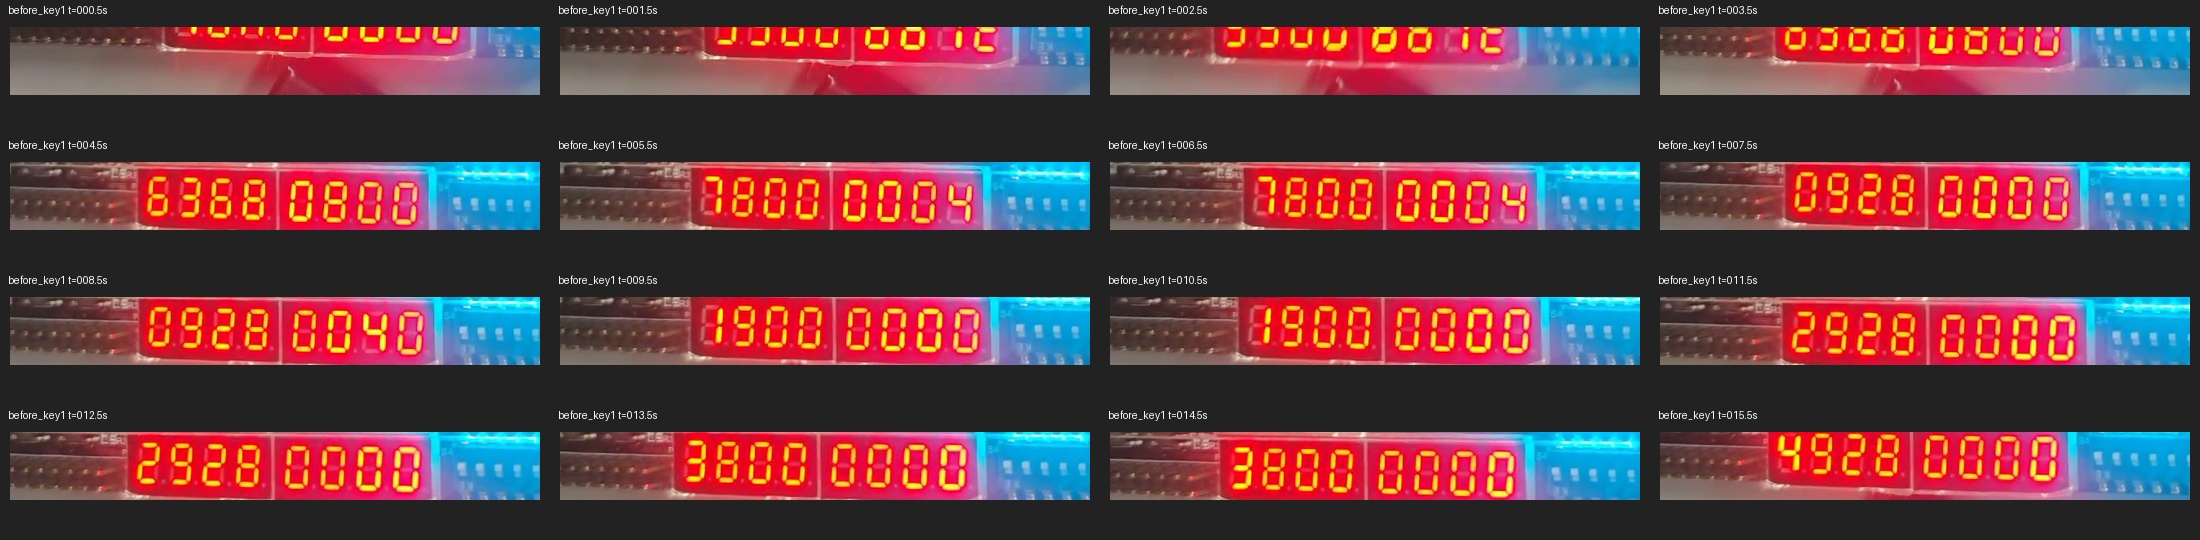 before_key1 t=000.5s
before_key1 t=001.5s
before_key1 t=002.5s
before_key1 t=003.5s
before_key1 t=004.5s
before_key1 t=005.5s
before_key1 t=006.5s
before_key1 t=007.5s
6368 0800
7800 0004
7800 0004
0928 0000
before_key1 t=008.5s
before_key1 t=009.5s
before_key1 t=010.5s
before_key1 t=011.5s
0928 0040
1900 0000
1900 0000
2928 0000
before_key1 t=012.5s
before_key1 t=013.5s
before_key1 t=014.5s
before_key1 t=015.5s
2928 0000
3800 0000
3800 0000
4928 0000